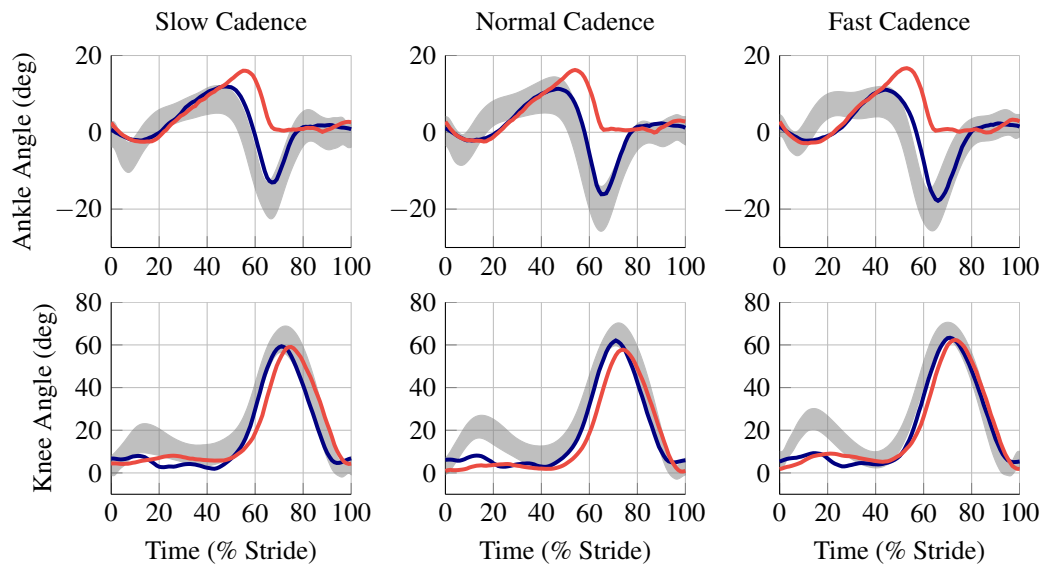 Slow Cadence Normal Cadence Fast Cadence
Ankle Angle (deg)
20 20 20
0 0 0
−20 −20 −20
0 20 40 60 80 100 0 20 40 60 80 100 0 20 40 60 80 100
Knee Angle (deg)
80 80 80
60 60 60
40 40 40
20 20 20
0 0 0
0 20 40 60 80 100 0 20 40 60 80 100 0 20 40 60 80 100
Time (% Stride) Time (% Stride) Time (% Stride)